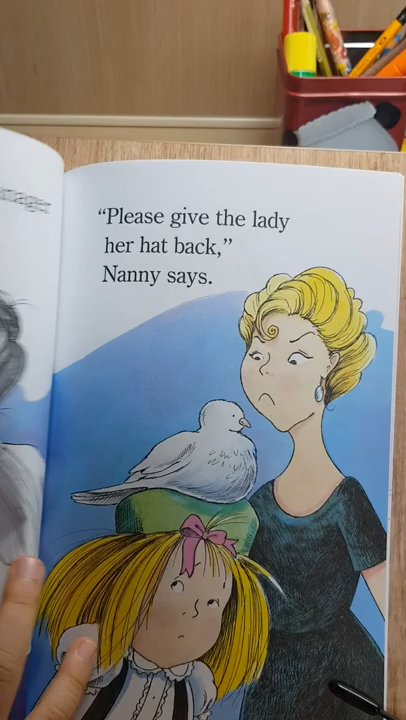 “Please give the lady
her hat back,”
Nanny says.